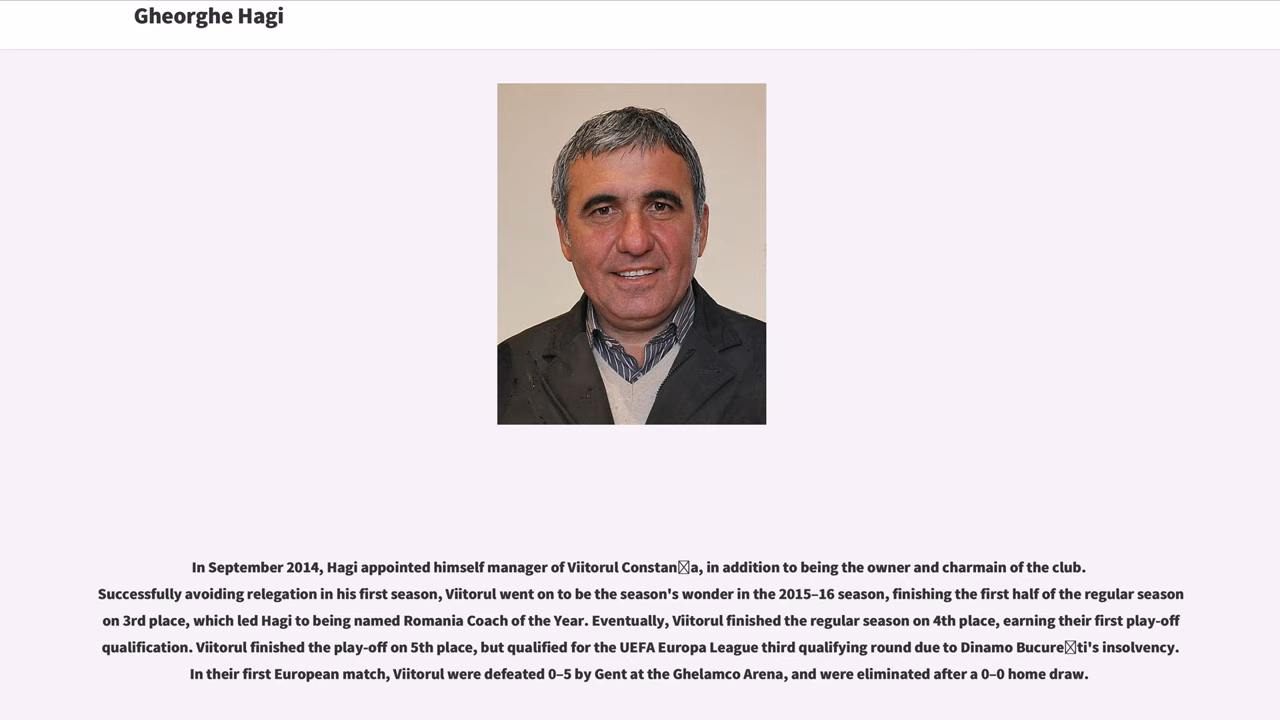 Gheorghe Hagi
In September 2014, Hagi appointed himself manager of Viitorul Constan☒a, in addition to being the owner and charmain of the club.
Successfully avoiding relegation in his first season, Viitorul went on to be the season's wonder in the 2015–16 season, finishing the first half of the regular season
on 3rd place, which led Hagi to being named Romania Coach of the Year. Eventually, Viitorul finished the regular season on 4th place, earning their first play-off
qualification. Viitorul finished the play-off on 5th place, but qualified for the UEFA Europa League third qualifying round due to Dinamo Bucure☒ti's insolvency.
In their first European match, Viitorul were defeated 0–5 by Gent at the Ghelamco Arena, and were eliminated after a 0–0 home draw.